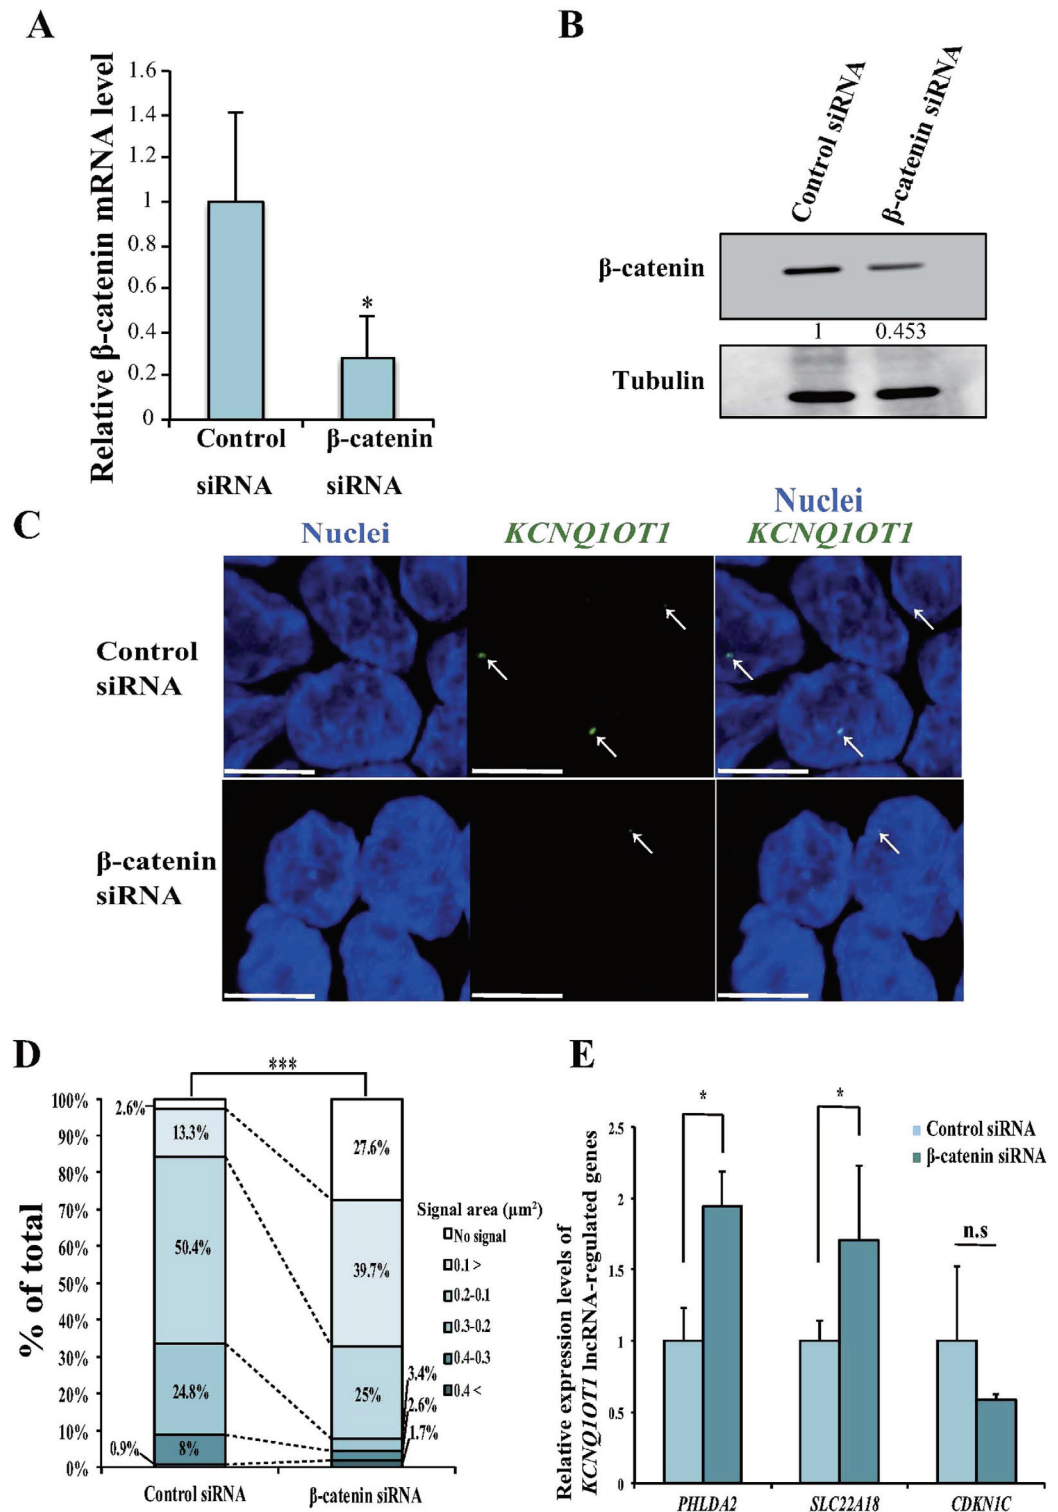 A
Relative β-catenin mRNA level
1.6
1.4
1.2
1
0.8
0.6
0.4
0.2
0
*
Control siRNA
β-catenin siRNA
B
Control siRNA
β-catenin siRNA
β-catenin
1 0.453
Tubulin
C
Nuclei
KCNQ1OT1
Nuclei
KCNQ1OT1
Control
siRNA
β-catenin
siRNA
D
***
% of total
100%
90%
80%
70%
60%
50%
40%
30%
20%
10%
0%
2.6%
13.3%
50.4%
24.8%
8%
0.9%
27.6%
39.7%
25%
3.4%
2.6%
1.7%
Control siRNA
β-catenin siRNA
Signal area (µm²)
No signal
0.1 >
0.2-0.1
0.3-0.2
0.4-0.3
0.4 <
E
Relative expression levels of
KCNQ1OT1 lncRNA-regulated genes
2.5
2
1.5
1
0.5
0
*
*
n.s
Control siRNA
β-catenin siRNA
PHLDA2
SLC22A18
CDKN1C